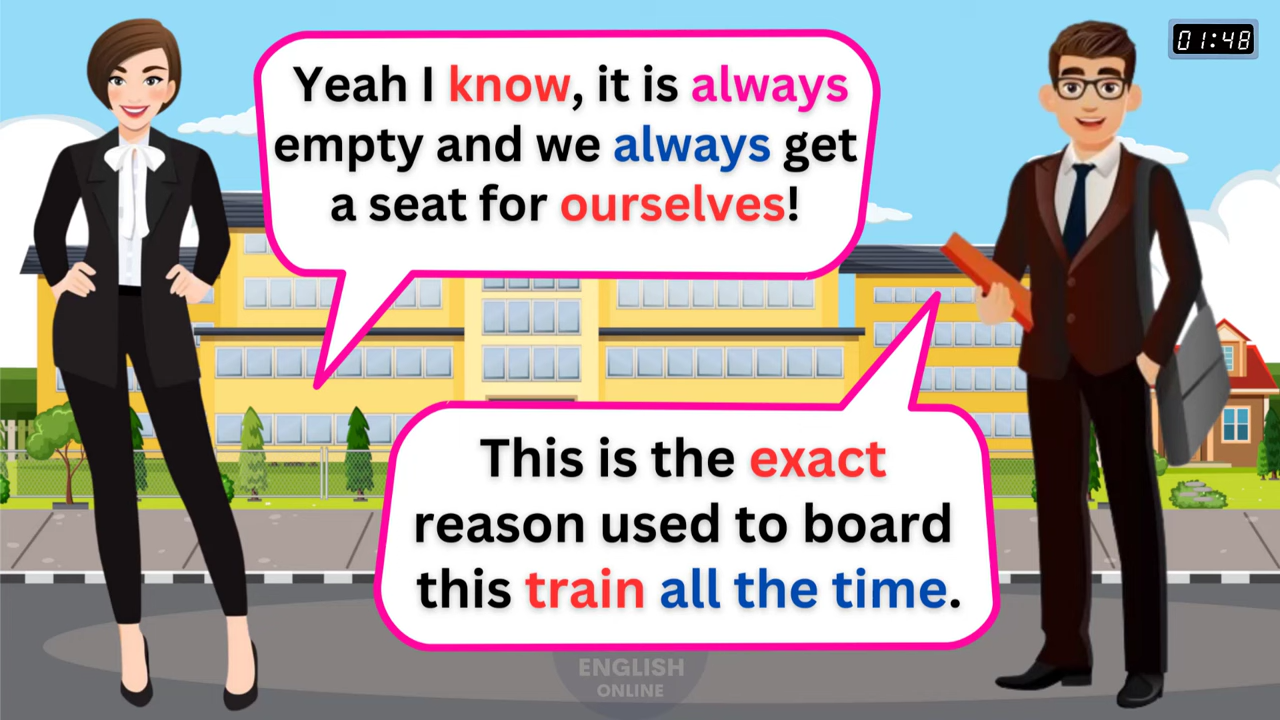 01:48
Yeah I know, it is always
empty and we always get
a seat for ourselves!
This is the exact
reason used to board
this train all the time.
ENGLISH
ONLINE